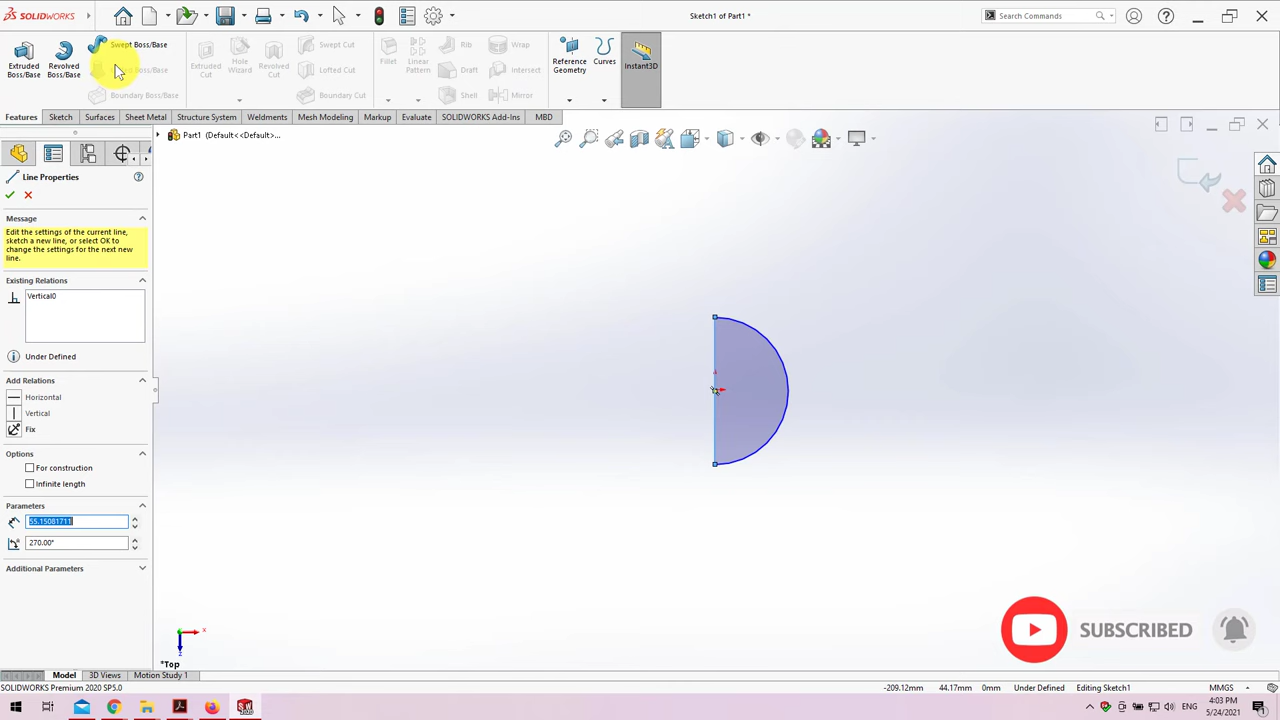 SOLIDWORKS
Sketch1 of Part1 *
Search Commands
Extruded Boss/Base
Revolved Boss/Base
Swept Boss/Base
Boss/Base
Boundary Boss/Base
Extruded Cut
Hole Wizard
Revolved Cut
Swept Cut
Lofted Cut
Boundary Cut
Fillet
Linear Pattern
Rib
Draft
Shell
Wrap
Intersect
Mirror
Reference Geometry
Curves
Instant3D
Features
Sketch
Surfaces
Sheet Metal
Structure System
Weldments
Mesh Modeling
Markup
Evaluate
SOLIDWORKS Add-Ins
MBD
Part1 (Default<<Default>...
Line Properties
Message
Edit the settings of the current line,
sketch a new line, or select OK to
change the settings for the next new
line.
Existing Relations
Vertical0
Under Defined
Add Relations
Horizontal
Vertical
Fix
Options
For construction
Infinite length
Parameters
55.15081711
270.00°
Additional Parameters
x
z
*Top
SUBSCRIBED
Model
3D Views
Motion Study 1
SOLIDWORKS Premium 2020 SP5.0
-209.12mm
44.17mm
0mm
Under Defined
Editing Sketch1
MMGS
4:03 PM
5/24/2021